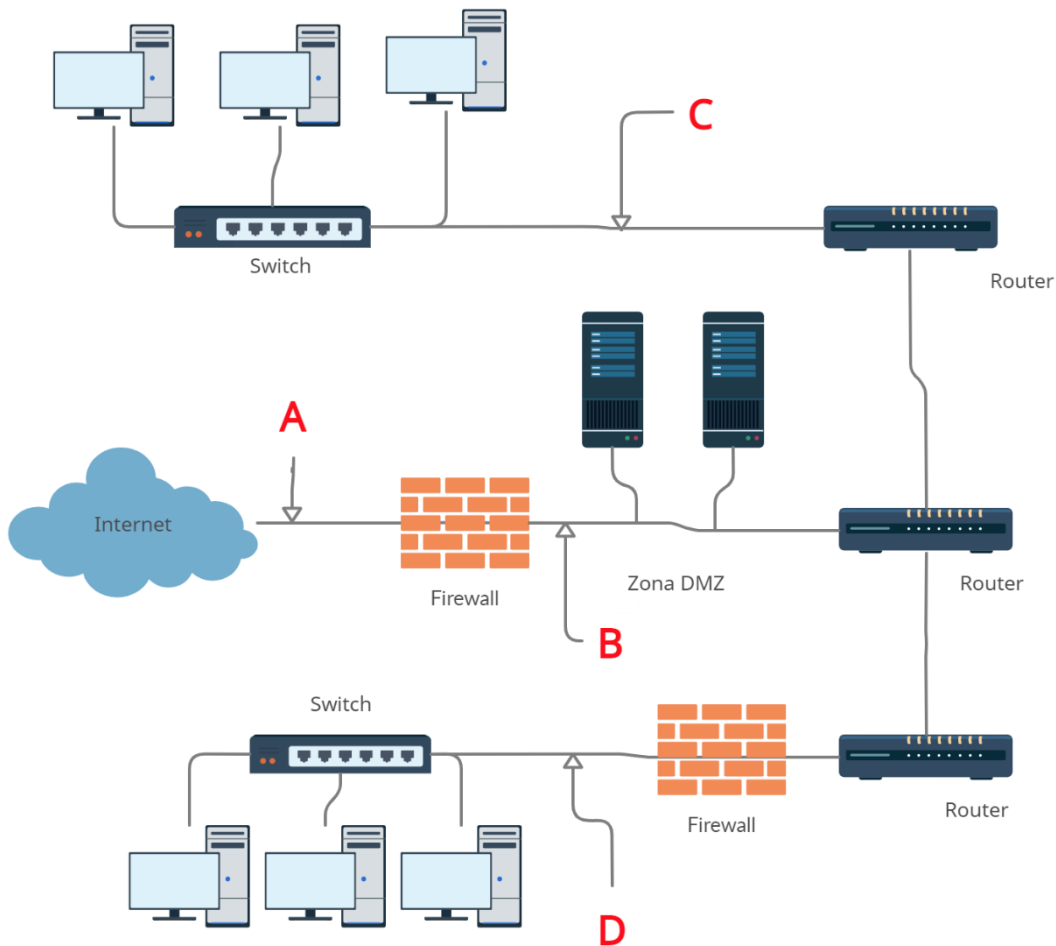 C
Switch
Router
A
Internet
Firewall
Zona DMZ
Router
B
Switch
Firewall
Router
D